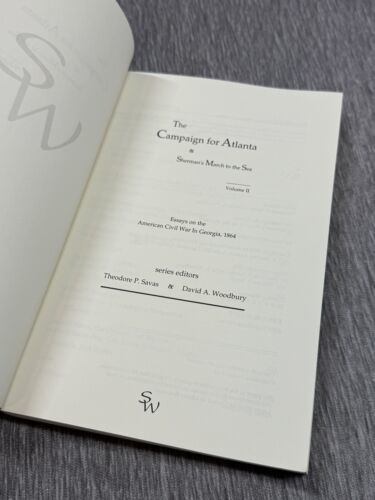 The
Campaign for Atlanta
&
Sherman's March to the Sea
Volume II
Essays on the
American Civil War In Georgia, 1864
series editors
Theodore P. Savas & David A. Woodbury
SW